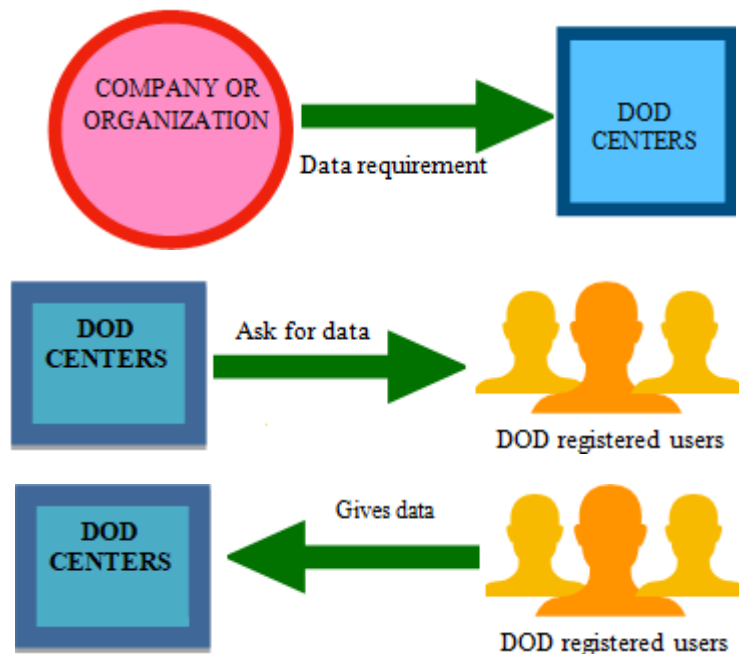 COMPANY OR
ORGANIZATION
Data requirement
DOD
CENTERS
DOD
CENTERS
Ask for data
DOD registered users
DOD
CENTERS
Gives data
DOD registered users